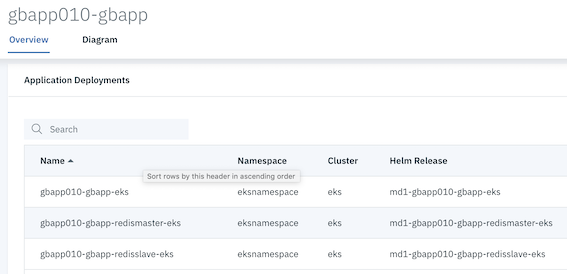 gbapp010-gbapp
Overview Diagram
Application Deployments
Search
Name Namespace Cluster Helm Release
Sort rows by this header in ascending order
gbapp010-gbapp-eks eksnamespace eks md1-gbapp010-gbapp-eks
gbapp010-gbapp-redismaster-eks eksnamespace eks md1-gbapp010-gbapp-redismaster-eks
gbapp010-gbapp-redisslave-eks eksnamespace eks md1-gbapp010-gbapp-redisslave-eks